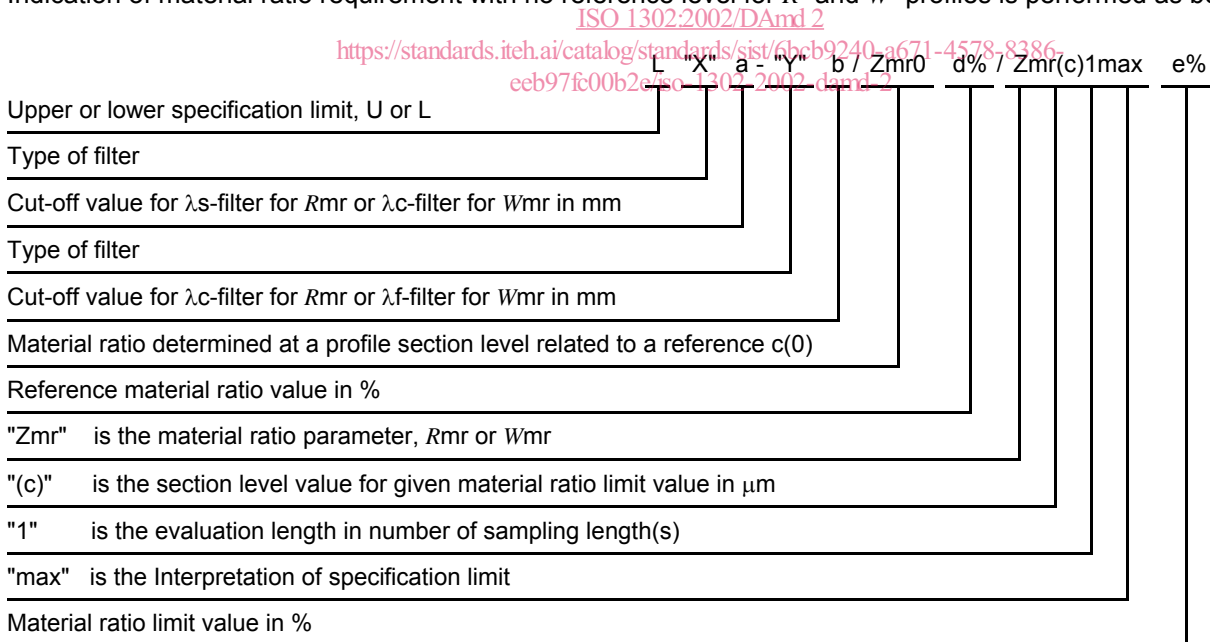 Indication of material ratio requirement with no reference level for R- and W- profiles is performed as be
ISO 1302:2002/DAmd 2
https://standards.iteh.ai/catalog/standards/sist/6bcb9240-a671-4578-8386-
L "X" a - "Y" b / Zmr0 d% / Zmr(c)1max e%
eeb97fc00b2e/iso-1302-2002-damd-2
Upper or lower specification limit, U or L
Type of filter
Cut-off value for λs-filter for Rmr or λc-filter for Wmr in mm
Type of filter
Cut-off value for λc-filter for Rmr or λf-filter for Wmr in mm
Material ratio determined at a profile section level related to a reference c(0)
Reference material ratio value in %
"Zmr" is the material ratio parameter, Rmr or Wmr
"(c)" is the section level value for given material ratio limit value in μm
"1" is the evaluation length in number of sampling length(s)
"max" is the Interpretation of specification limit
Material ratio limit value in %